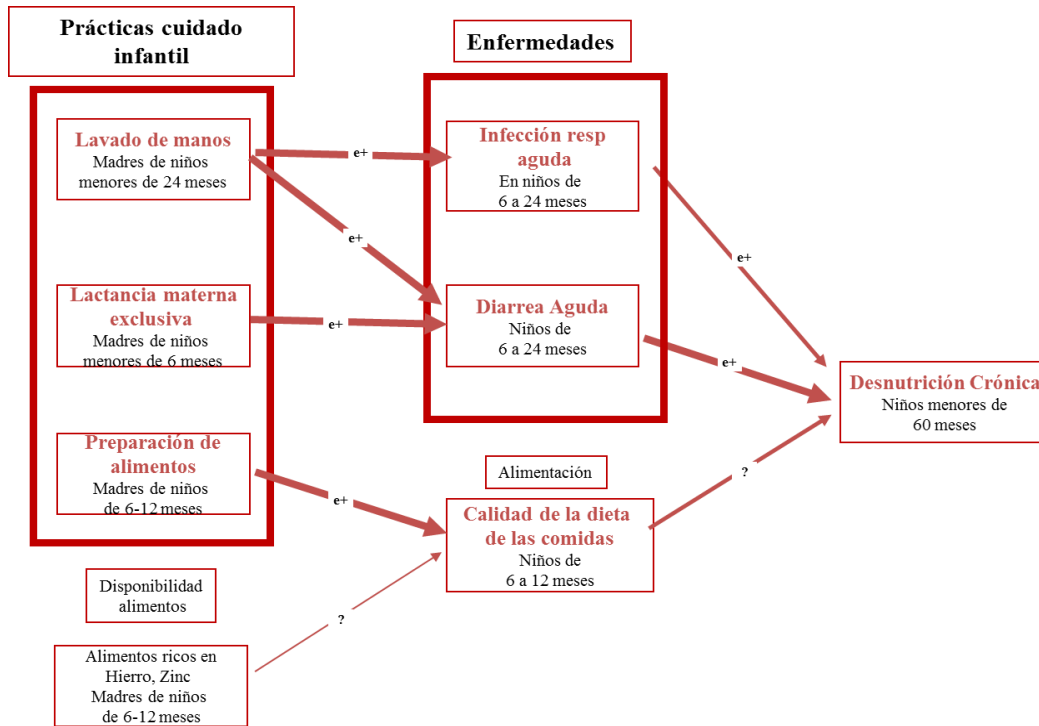 Prácticas cuidado
infantil
Enfermedades
Lavado de manos
Madres de niños
menores de 24 meses
e+
Infección resp
aguda
En niños de
6 a 24 meses
e+
e+
Lactancia materna
exclusiva
Madres de niños
menores de 6 meses
e+
Diarrea Aguda
Niños de
6 a 24 meses
e+
Desnutrición Crónica
Niños menores de
60 meses
Preparación de
alimentos
Madres de niños
de 6-12 meses
e+
Alimentación
?
Calidad de la dieta
de las comidas
Niños de
6 a 12 meses
Disponibilidad
alimentos
?
Alimentos ricos en
Hierro, Zinc
Madres de niños
de 6-12 meses